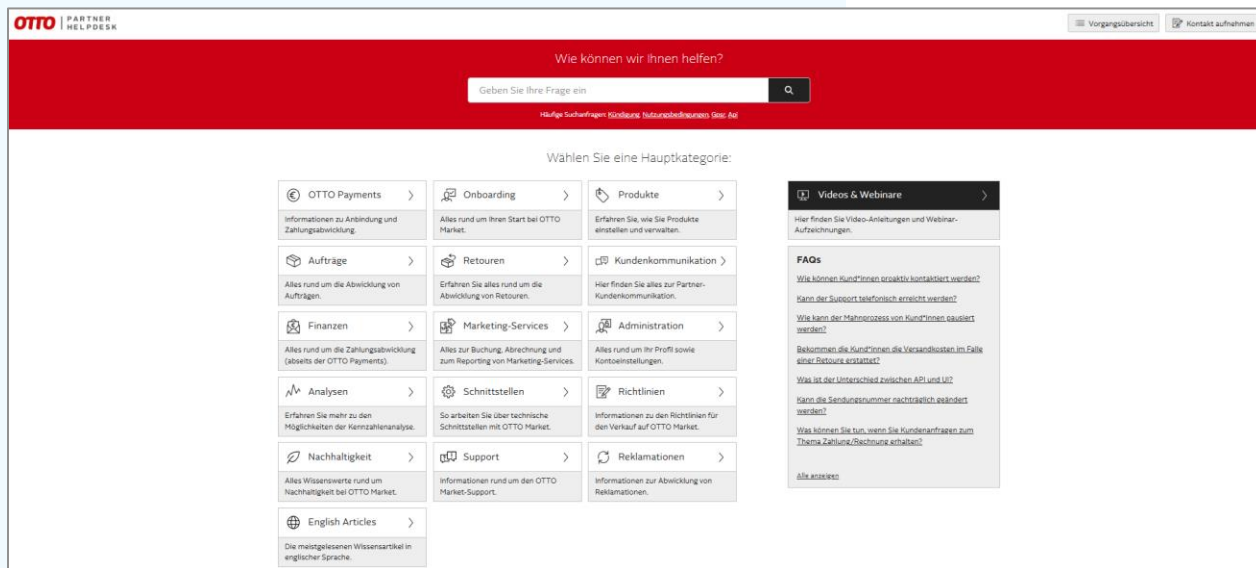 OTTO | PARTNER
HELPDESK
Vorgangsübersicht
Kontakt aufnehmen
Wie können wir Ihnen helfen?
Geben Sie Ihre Frage ein
Häufige Suchanfragen: Kündigung, Nutzungsbedingungen, Gpsr, Api
Wählen Sie eine Hauptkategorie:
OTTO Payments
Informationen zu Anbindung und
Zahlungsabwicklung.
Onboarding
Alles rund um Ihren Start bei OTTO
Market.
Produkte
Erfahren Sie, wie Sie Produkte
einstellen und verwalten.
Aufträge
Alles rund um die Abwicklung von
Aufträgen.
Retouren
Erfahren Sie alles rund um die
Abwicklung von Retouren.
Kundenkommunikation
Hier finden Sie alles zur Partner-
Kundenkommunikation.
Finanzen
Alles rund um die Zahlungsabwicklung
(abseits der OTTO Payments).
Marketing-Services
Alles zur Buchung, Abrechnung und
zum Reporting von Marketing-Services.
Administration
Alles rund um Ihr Profil sowie
Kontoeinstellungen.
Analysen
Erfahren Sie mehr zu den
Möglichkeiten der Kennzahlenanalyse.
Schnittstellen
So arbeiten Sie über technische
Schnittstellen mit OTTO Market.
Richtlinien
Informationen zu den Richtlinien für
den Verkauf auf OTTO Market.
Nachhaltigkeit
Alles Wissenswerte rund um
Nachhaltigkeit bei OTTO Market.
Support
Informationen rund um den OTTO
Market-Support.
Reklamationen
Informationen zur Abwicklung von
Reklamationen.
English Articles
Die meistgelesenen Wissensartikel in
englischer Sprache.
Videos & Webinare
Hier finden Sie Video-Anleitungen und Webinar-
Aufzeichnungen.
FAQs
Wie können Kund*innen proaktiv kontaktiert werden?
Kann der Support telefonisch erreicht werden?
Wie kann der Mahnprozess von Kund*innen pausiert
werden?
Bekommen die Kund*innen die Versandkosten im Falle
einer Retoure erstattet?
Was ist der Unterschied zwischen API und UI?
Kann die Sendungsnummer nachträglich geändert
werden?
Was können Sie tun, wenn Sie Kundenanfragen zum
Thema Zahlung/Rechnung erhalten?
Alle anzeigen